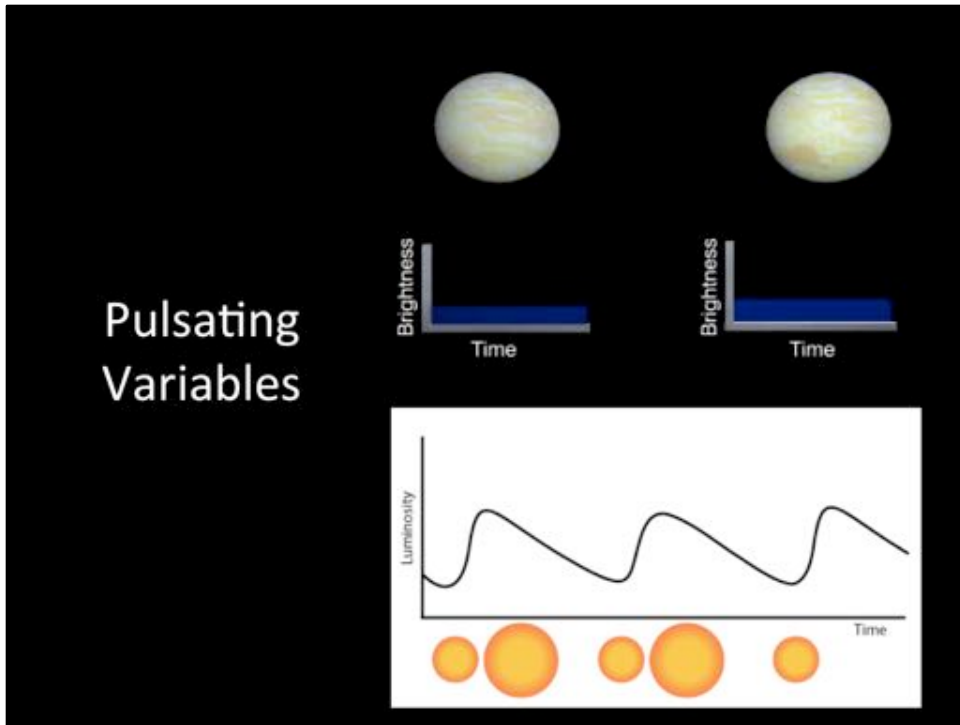 Pulsating
Variables
Brightness
Time
Brightness
Time
Luminosity
Time